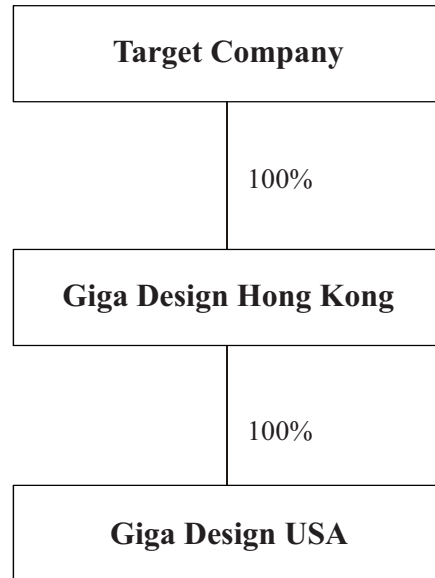 Target Company
100%
Giga Design Hong Kong
100%
Giga Design USA